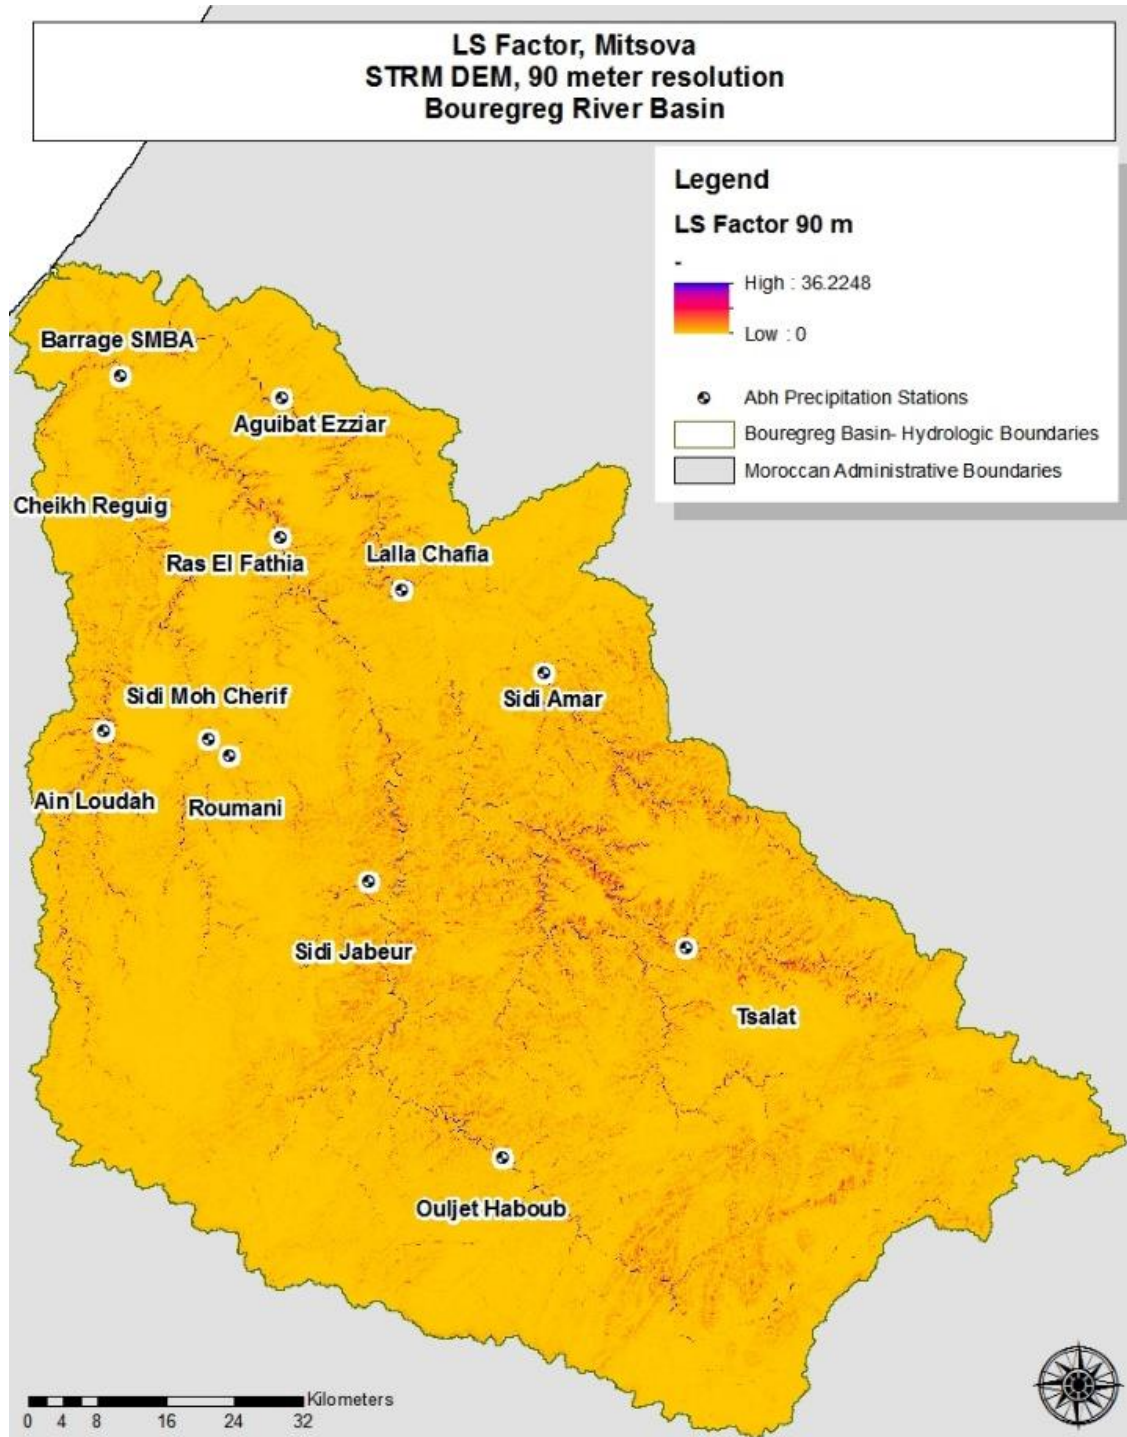 LS Factor, Mitsova
STRM DEM, 90 meter resolution
Bouregreg River Basin
Legend
LS Factor 90 m
-
High : 36.2248
Low : 0
Abh Precipitation Stations
Bouregreg Basin- Hydrologic Boundaries
Moroccan Administrative Boundaries
Barrage SMBA
Aguibat Ezziar
Cheikh Reguig
Ras El Fathia
Lalla Chafia
Sidi Moh Cherif
Sidi Amar
Ain Loudah
Roumani
Sidi Jabeur
Tsalat
Ouljet Haboub
Kilometers
0 4 8 16 24 32